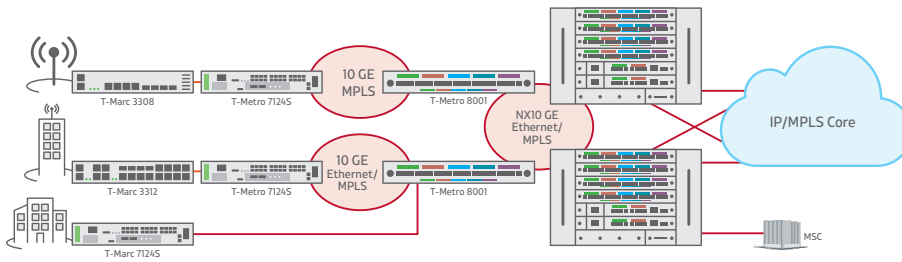 10 GE
MPLS
T-Marc 3308
T-Metro 7124S
T-Metro 8001
NX10 GE
Ethernet/
MPLS
IP/MPLS Core
10 GE
Ethernet/
MPLS
T-Marc 3312
T-Metro 7124S
T-Metro 8001
MSC
T-Marc 7124S